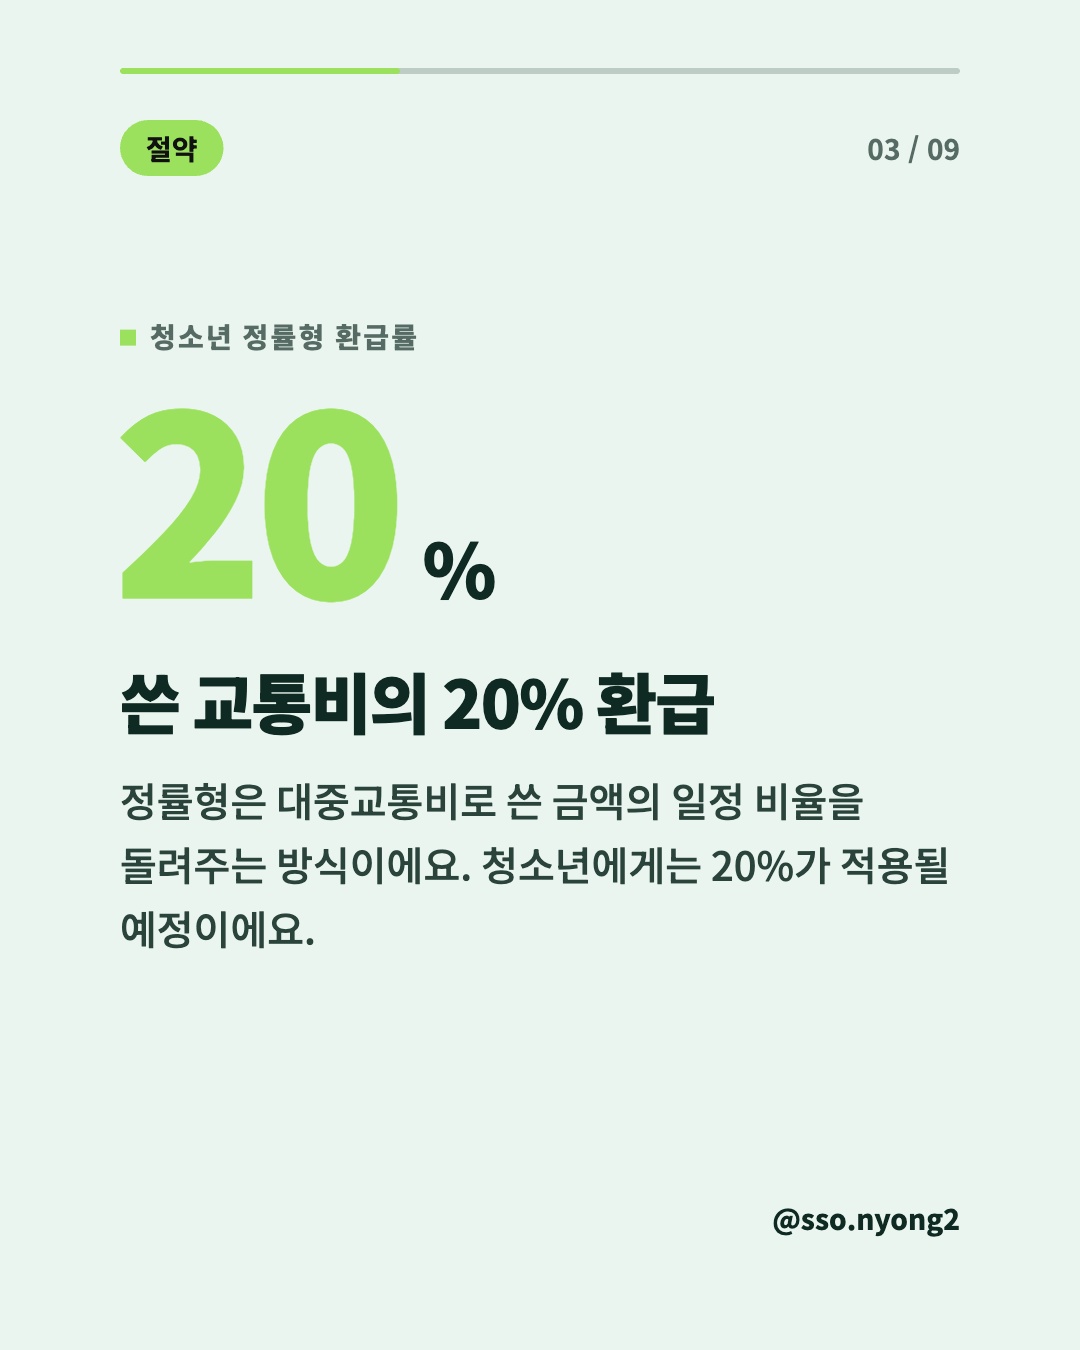 절약
03 / 09
청소년 정률형 환급률
20 %
쓴 교통비의 20% 환급
정률형은 대중교통비로 쓴 금액의 일정 비율을
돌려주는 방식이에요. 청소년에게는 20%가 적용될
예정이에요.
@sso.nyong2